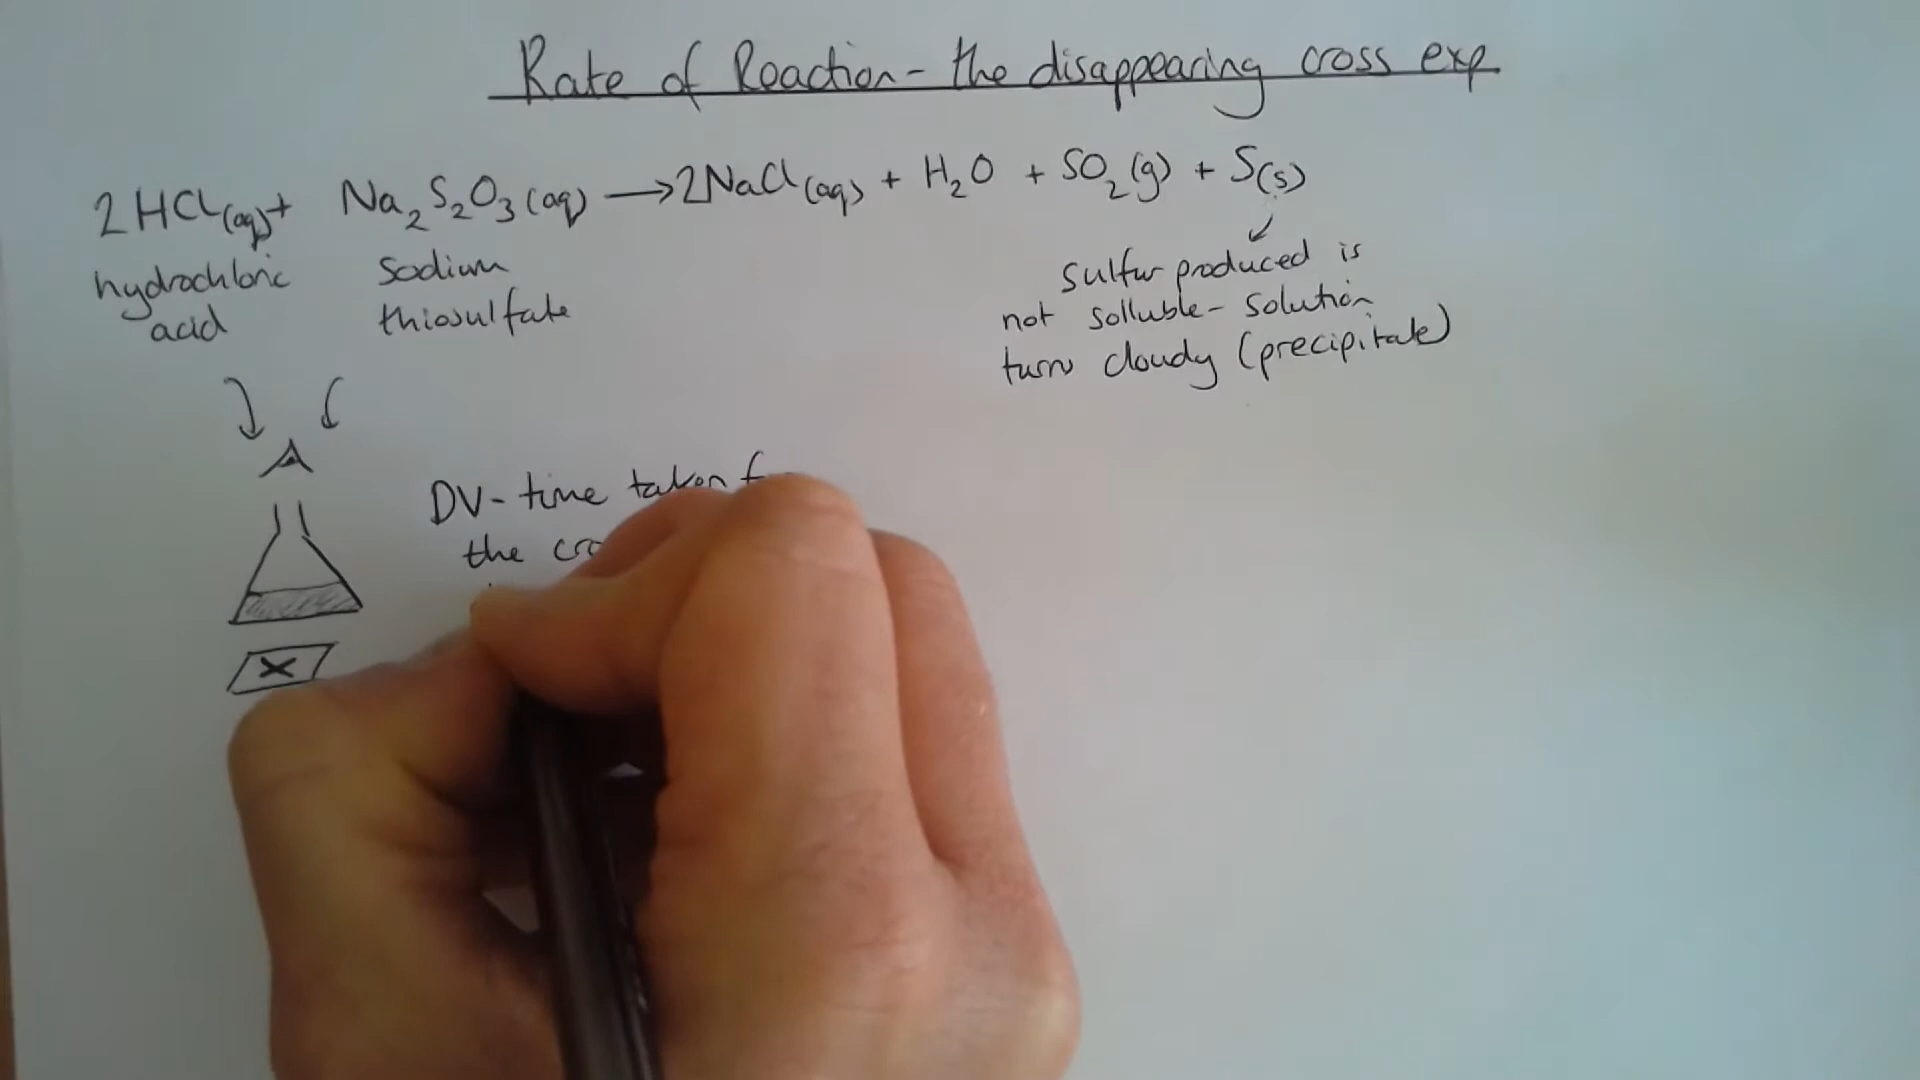 Rate of Reaction - the disappearing cross exp.
2HCl(aq) + Na₂S₂O₃(aq) → 2NaCl(aq) + H₂O + SO₂(g) + S(s)
hydrochloric acid
sodium thiosulfate
sulfur produced is
not solluble - solution
turns cloudy (precipitate)
DV - time taken
the
X